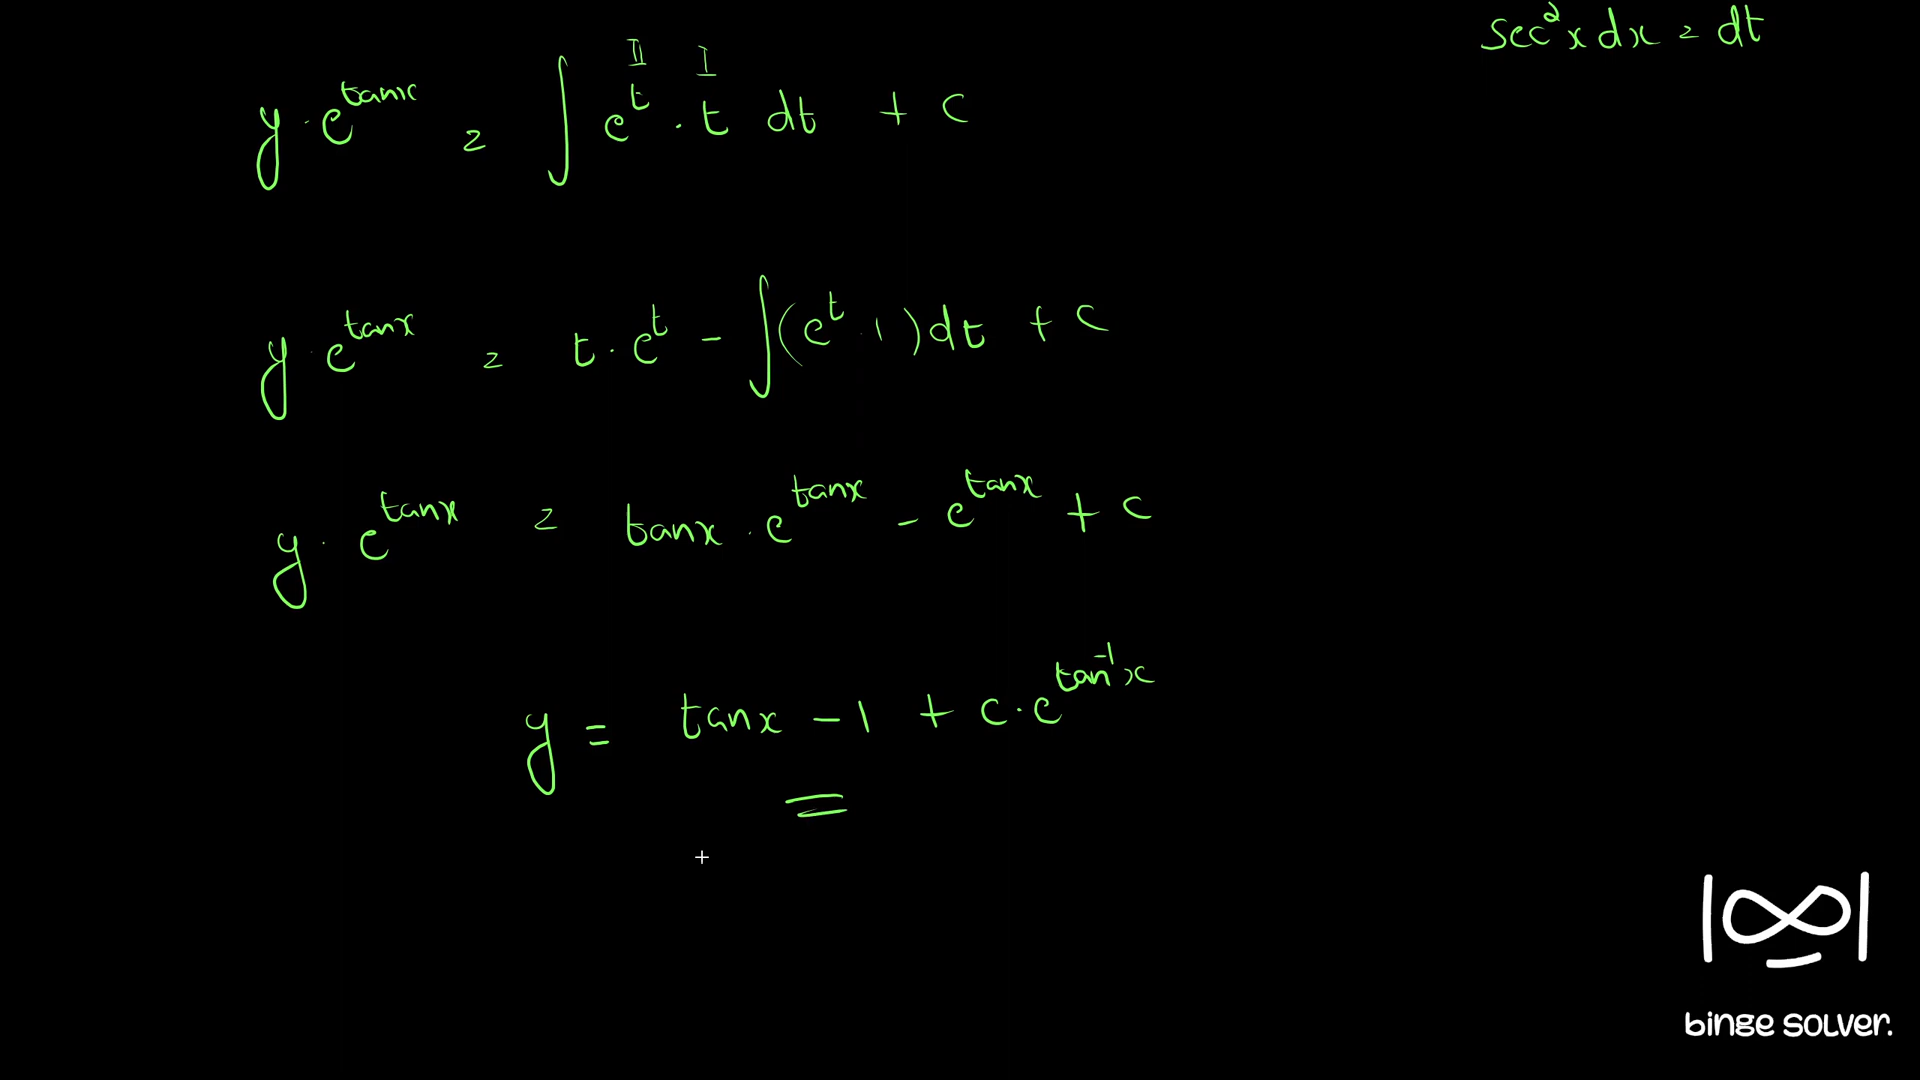 sec²x dx = dt
II I
y · e^tanx = ∫ e^t · t dt + c
y · e^tanx = t · e^t - ∫(e^t · 1) dt + c
y · e^tanx = tanx · e^tanx - e^tanx + c
y = tanx - 1 + c · e^tan⁻¹x
binge solver.